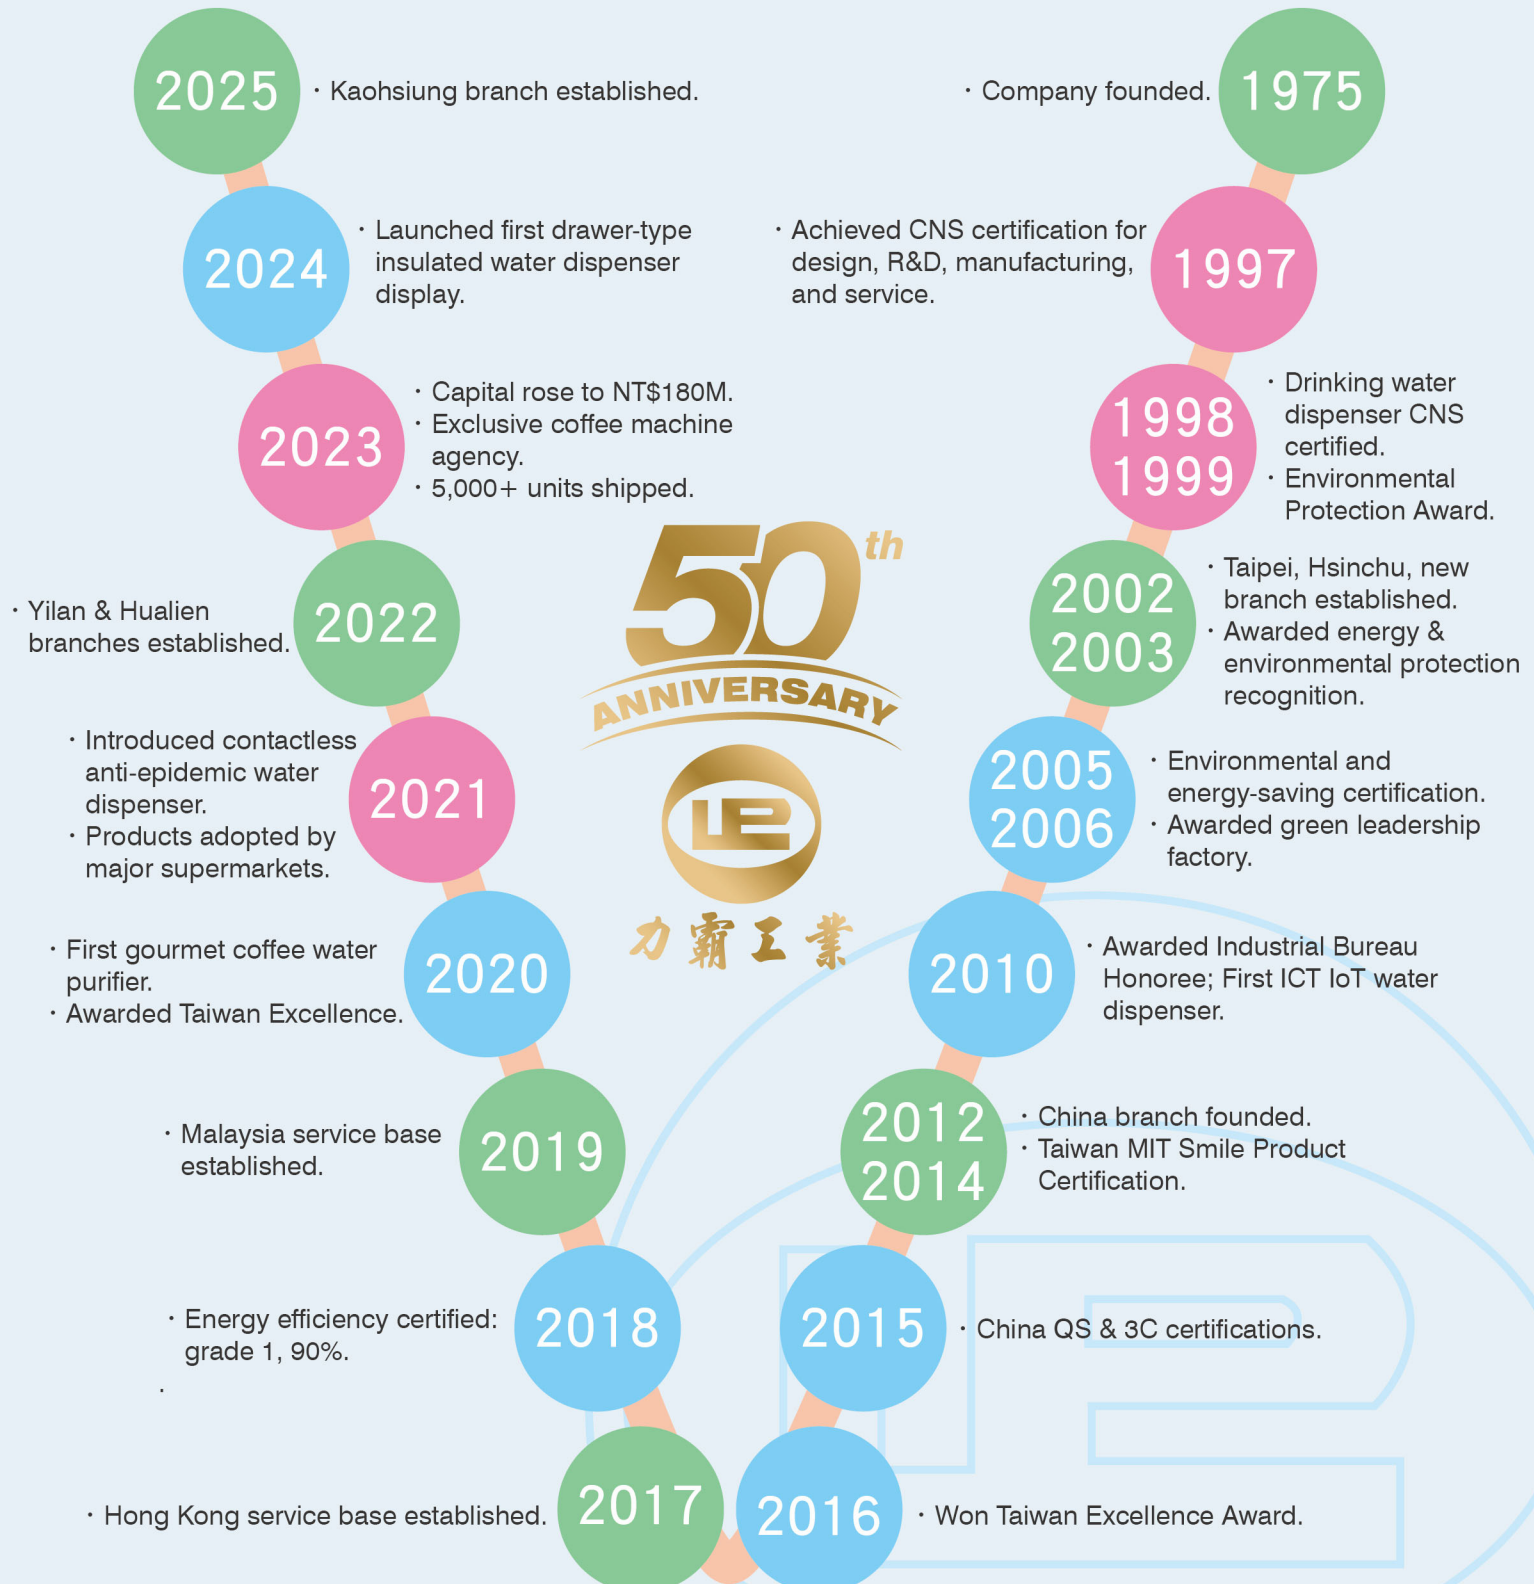 2025
· Kaohsiung branch established.
· Company founded.
1975
2024
· Launched first drawer-type
insulated water dispenser
display.
· Achieved CNS certification for
design, R&D, manufacturing,
and service.
1997
2023
· Capital rose to NT$180M.
· Exclusive coffee machine
agency.
· 5,000+ units shipped.
1998
1999
· Drinking water
dispenser CNS
certified.
· Environmental
Protection Award.
· Yilan & Hualien
branches established.
2022
50th
ANNIVERSARY
力霸工業
2002
2003
· Taipei, Hsinchu, new
branch established.
· Awarded energy &
environmental protection
recognition.
· Introduced contactless
anti-epidemic water
dispenser.
· Products adopted by
major supermarkets.
2021
2005
2006
· Environmental and
energy-saving certification.
· Awarded green leadership
factory.
· First gourmet coffee water
purifier.
· Awarded Taiwan Excellence.
2020
2010
· Awarded Industrial Bureau
Honoree; First ICT IoT water
dispenser.
· Malaysia service base
established.
2019
2012
2014
· China branch founded.
· Taiwan MIT Smile Product
Certification.
· Energy efficiency certified:
grade 1, 90%.
.
2018
2015
· China QS & 3C certifications.
· Hong Kong service base established.
2017
2016
· Won Taiwan Excellence Award.